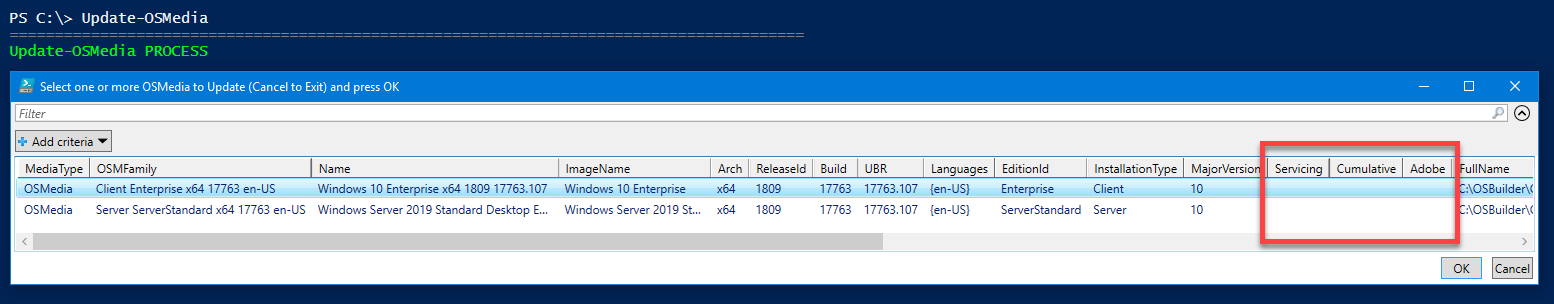 PS C:\> Update-OSMedia
=========================================================================================
Update-OSMedia PROCESS
Select one or more OSMedia to Update (Cancel to Exit) and press OK
Filter
Add criteria
MediaType OSMFamily Name ImageName Arch ReleaseId Build UBR Languages EditionId InstallationType MajorVersion Servicing Cumulative Adobe FullName
OSMedia Client Enterprise x64 17763 en-US Windows 10 Enterprise x64 1809 17763.107 Windows 10 Enterprise x64 1809 17763 17763.107 {en-US} Enterprise Client 10 C:\OSBuilder\
OSMedia Server ServerStandard x64 17763 en-US Windows Server 2019 Standard Desktop E... Windows Server 2019 St... x64 1809 17763 17763.107 {en-US} ServerStandard Server 10 C:\OSBuilder\
OK Cancel